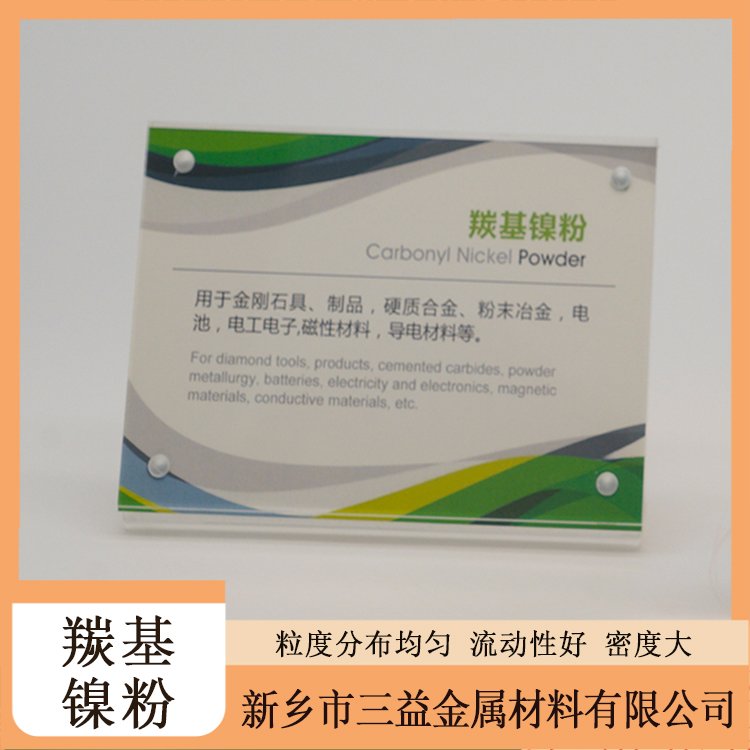 羰基镍粉
Carbonyl Nickel Powder
用于金刚石具、制品，硬质合金、粉末冶金，电
池，电工电子,磁性材料，导电材料等。
For diamond tools, products, cemented carbides, powder
metallurgy, batteries, electricity and electronics, magnetic
materials, conductive materials, etc.
羰基
镍粉
粒度分布均匀 流动性好 密度大
新乡市三益金属材料有限公司